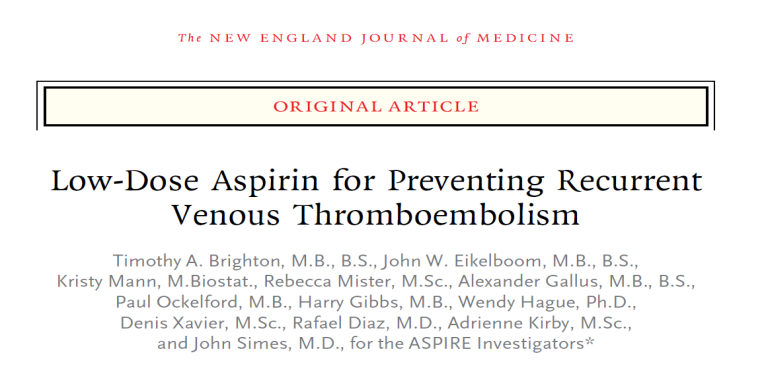 The NEW ENGLAND JOURNAL of MEDICINE
ORIGINAL ARTICLE
Low-Dose Aspirin for Preventing Recurrent
Venous Thromboembolism
Timothy A. Brighton, M.B., B.S., John W. Eikelboom, M.B., B.S.,
Kristy Mann, M.Biostat., Rebecca Mister, M.Sc., Alexander Gallus, M.B., B.S.,
Paul Ockelford, M.B., Harry Gibbs, M.B., Wendy Hague, Ph.D.,
Denis Xavier, M.Sc., Rafael Diaz, M.D., Adrienne Kirby, M.Sc.,
and John Simes, M.D., for the ASPIRE Investigators*